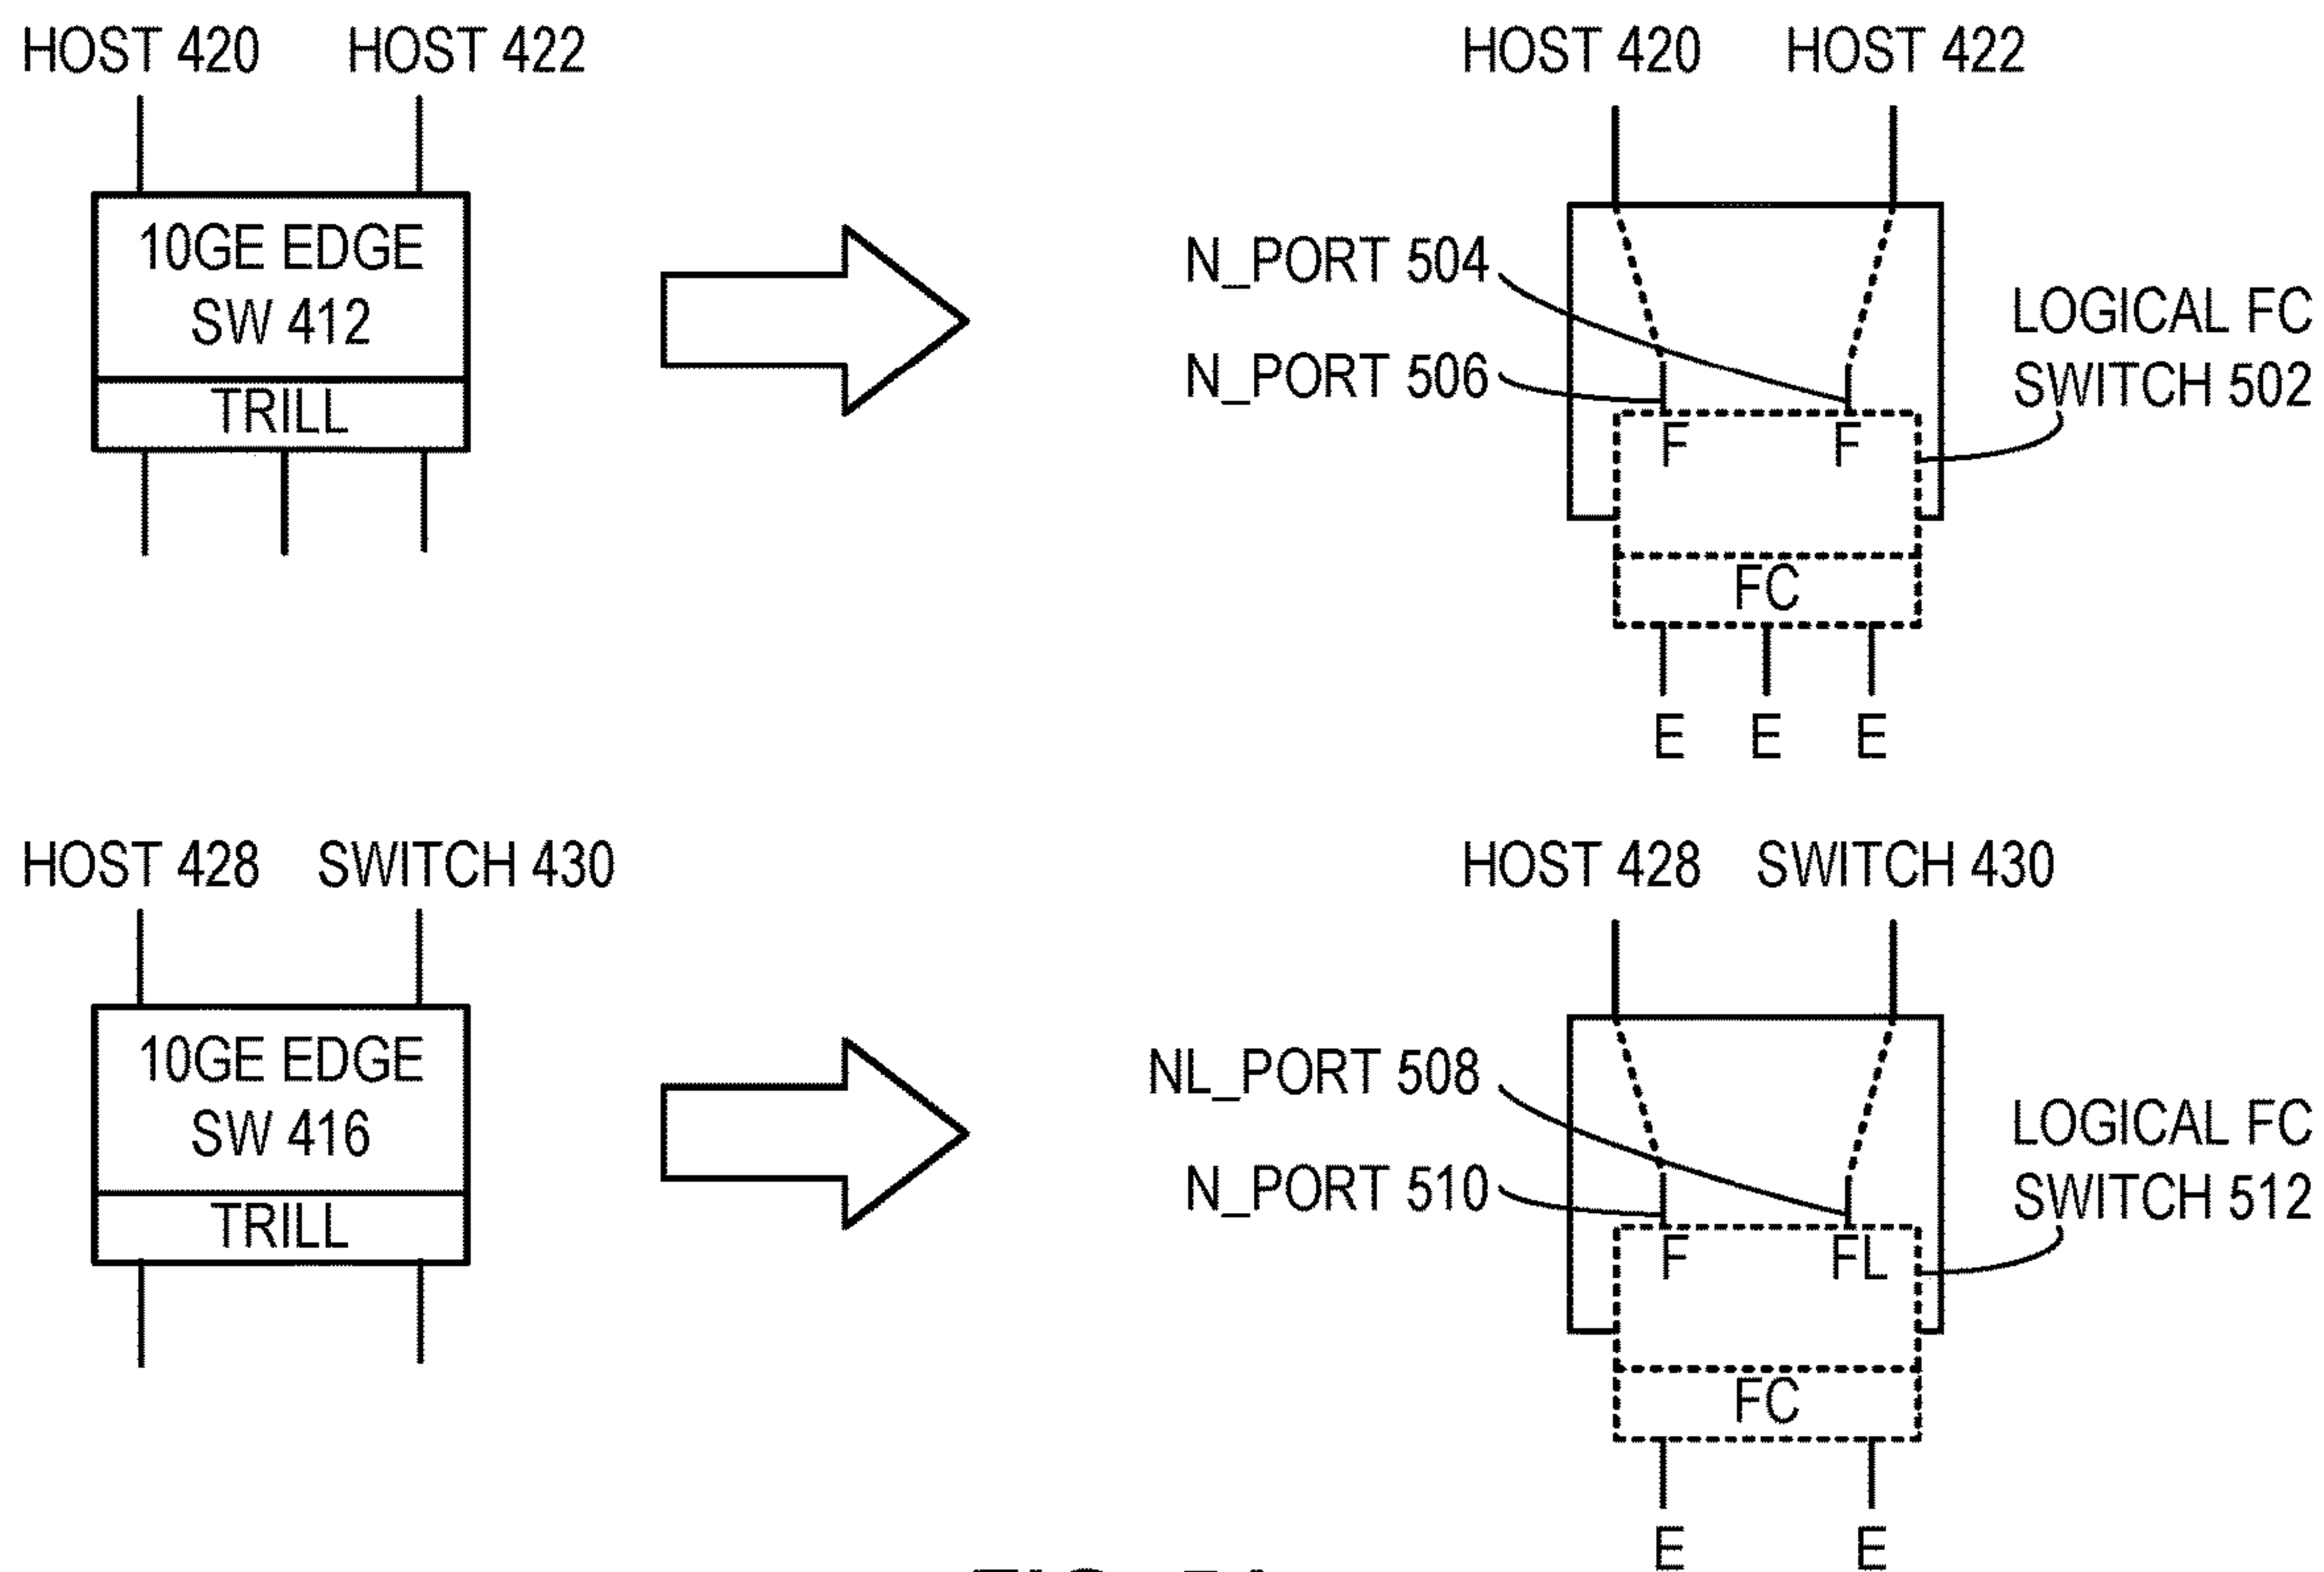 HOST 420 HOST 422
10GE EDGE
SW 412
TRILL
HOST 420 HOST 422
N_PORT 504
N_PORT 506
LOGICAL FC
SWITCH 502
F F
FC
E E E
HOST 428 SWITCH 430
10GE EDGE
SW 416
TRILL
HOST 428 SWITCH 430
NL_PORT 508
N_PORT 510
LOGICAL FC
SWITCH 512
F FL
FC
E E